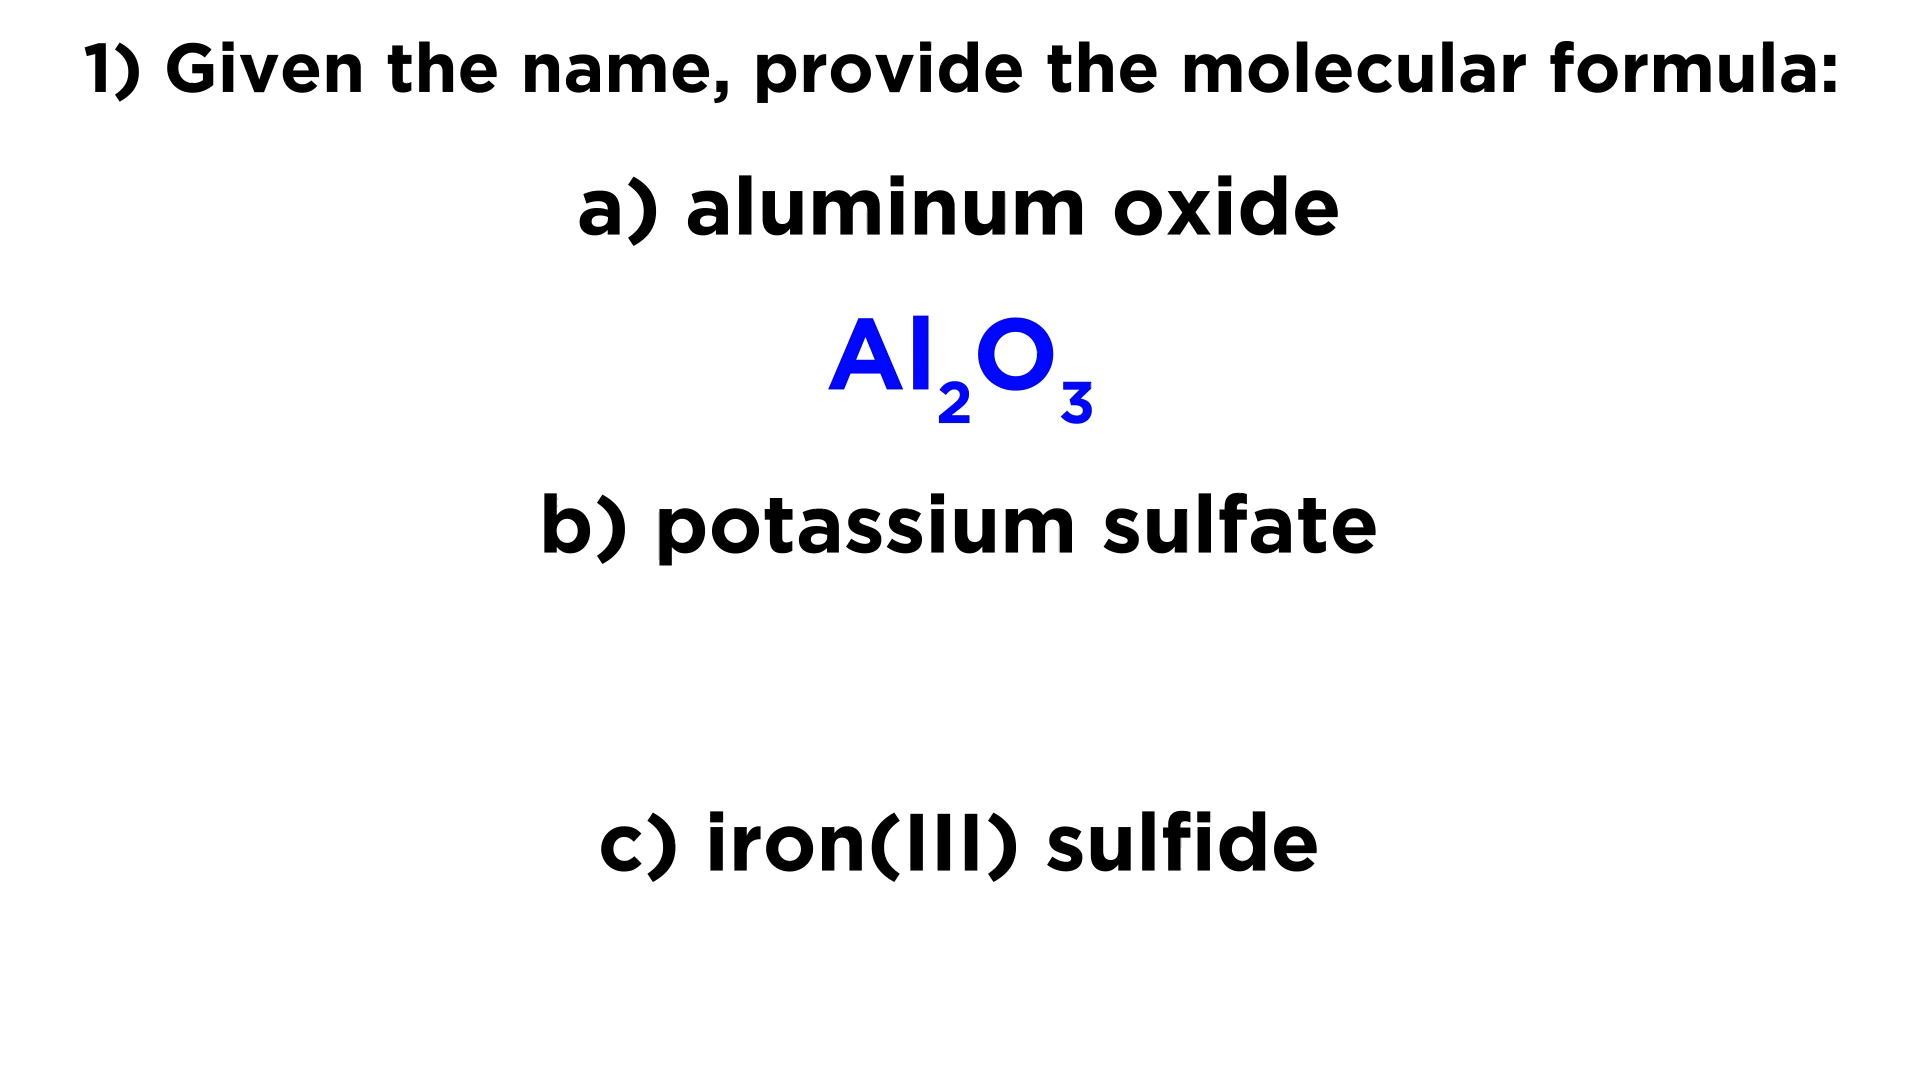 1) Given the name, provide the molecular formula:
a) aluminum oxide
Al₂O₃
b) potassium sulfate
c) iron(III) sulfide